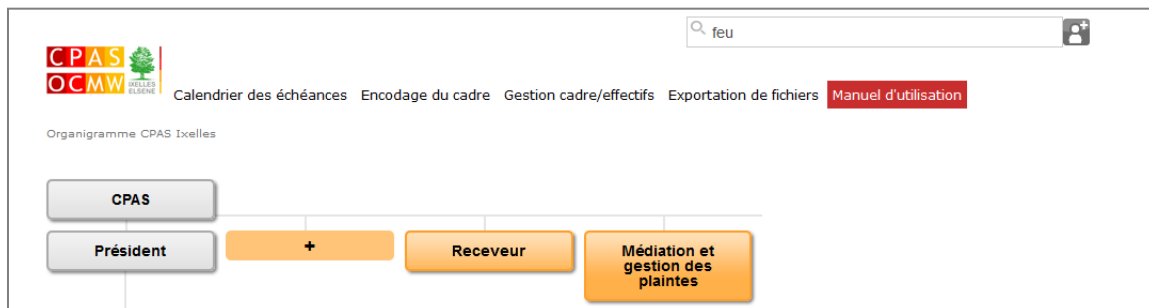 feu
CPAS
OCMW IXELLES ELSENE
Calendrier des échéances Encodage du cadre Gestion cadre/effectifs Exportation de fichiers Manuel d'utilisation
Organigramme CPAS Ixelles
CPAS
Président + Receveur Médiation et
gestion des
plaintes